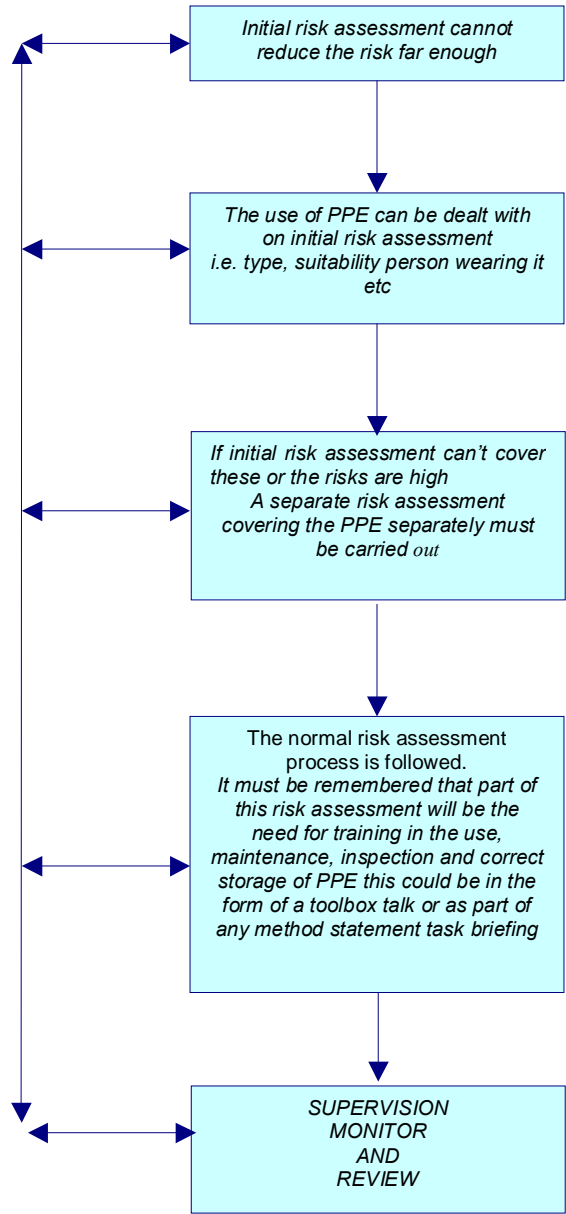 Initial risk assessment cannot
reduce the risk far enough
The use of PPE can be dealt with
on initial risk assessment
i.e. type, suitability person wearing it
etc
If initial risk assessment can't cover
these or the risks are high
A separate risk assessment
covering the PPE separately must
be carried out
The normal risk assessment
process is followed.
It must be remembered that part of
this risk assessment will be the
need for training in the use,
maintenance, inspection and correct
storage of PPE this could be in the
form of a toolbox talk or as part of
any method statement task briefing
SUPERVISION
MONITOR
AND
REVIEW